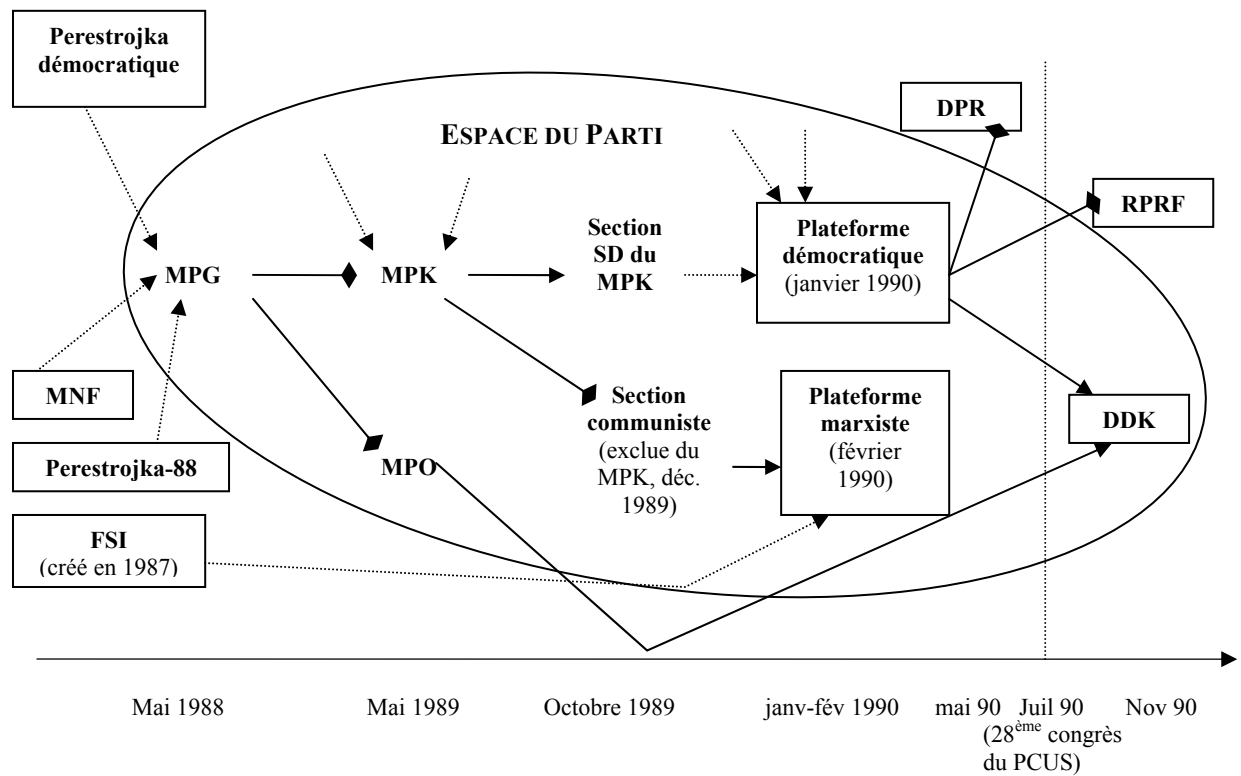 Perestrojka
démocratique
ESPACE DU PARTI
DPR
RPRF
MPG
MPK
Section
SD du
MPK
Plateforme
démocratique
(janvier 1990)
MNF
Perestrojka-88
FSI
(créé en 1987)
MPO
Section
communiste
(exclue du
MPK, déc.
1989)
Plateforme
marxiste
(février
1990)
DDK
Mai 1988
Mai 1989
Octobre 1989
janv-fév 1990
mai 90
Juil 90
(28ème congrès
du PCUS)
Nov 90